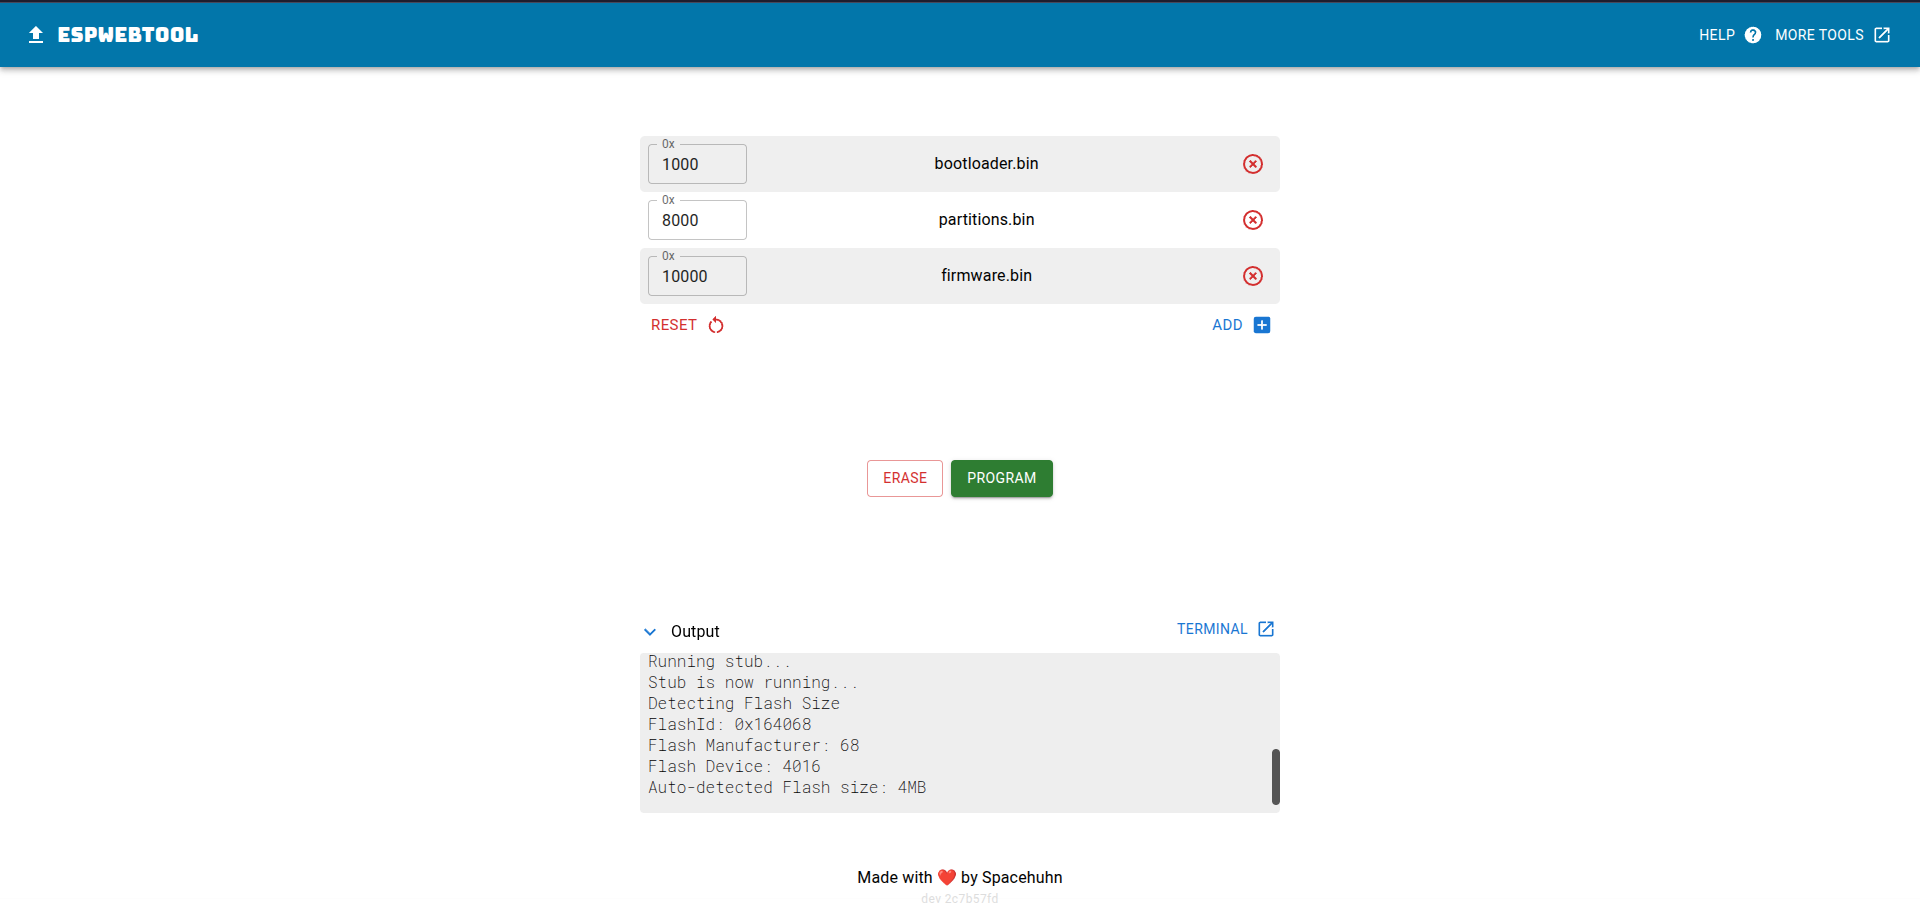 ESPWEBTOOL
HELP
MORE TOOLS
0x
1000
bootloader.bin
0x
8000
partitions.bin
0x
10000
firmware.bin
RESET
ADD
ERASE
PROGRAM
Output
TERMINAL
Running stub...
Stub is now running...
Detecting Flash Size
FlashId: 0x164068
Flash Manufacturer: 68
Flash Device: 4016
Auto-detected Flash size: 4MB
Made with ❤️ by Spacehuhn
dev 2c7b57fd